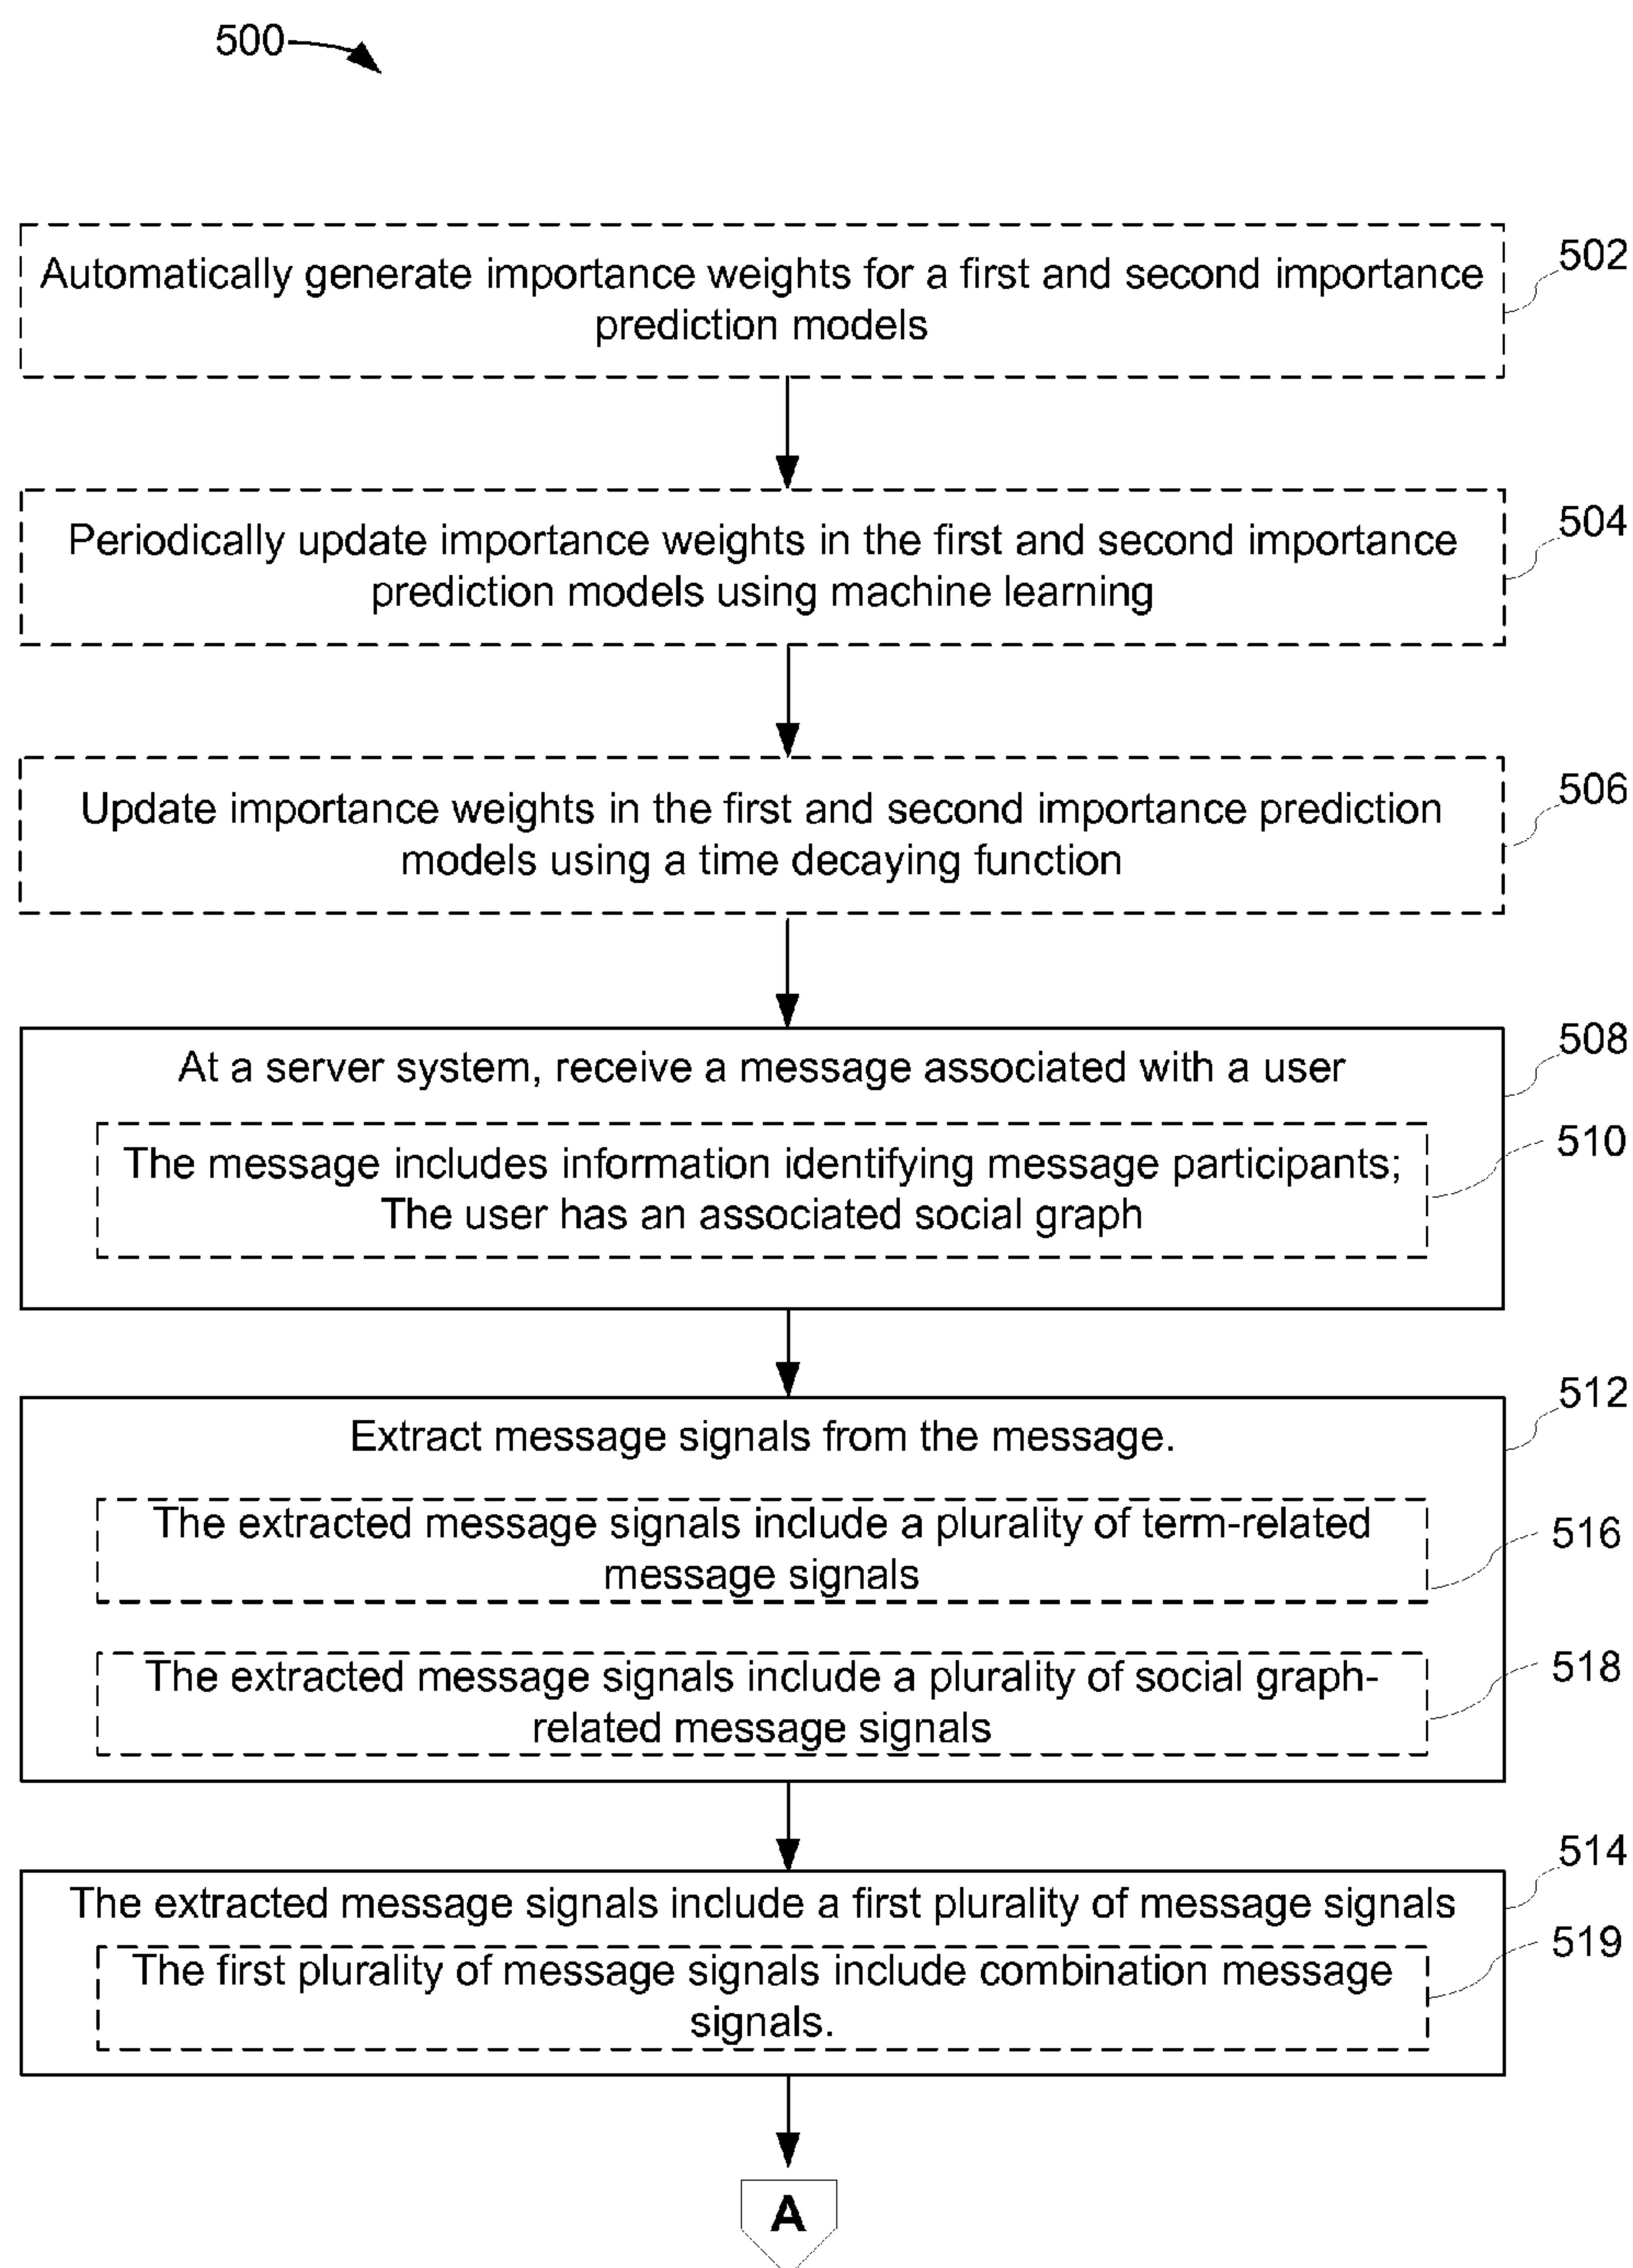 500
Automatically generate importance weights for a first and second importance
prediction models
502
Periodically update importance weights in the first and second importance
prediction models using machine learning
504
Update importance weights in the first and second importance prediction
models using a time decaying function
506
At a server system, receive a message associated with a user
508
The message includes information identifying message participants;
The user has an associated social graph
510
Extract message signals from the message.
512
The extracted message signals include a plurality of term-related
message signals
516
The extracted message signals include a plurality of social graph-
related message signals
518
The extracted message signals include a first plurality of message signals
514
The first plurality of message signals include combination message
signals.
519
A